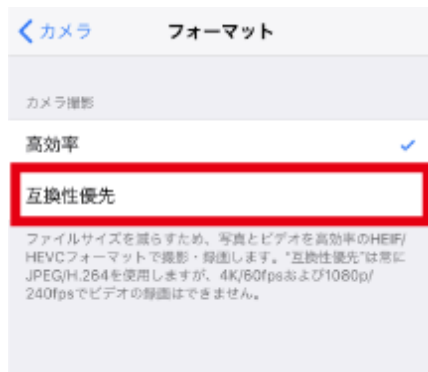 カメラ フォーマット
カメラ撮影
高効率
互換性優先
ファイルサイズを減らすため、写真とビデオを高効率のHEIF/
HEVCフォーマットで撮影・録画します。"互換性優先"は常に
JPEG/H.264を使用しますが、4K/60fpsおよび1080p/
240fpsでビデオの録画はできません。